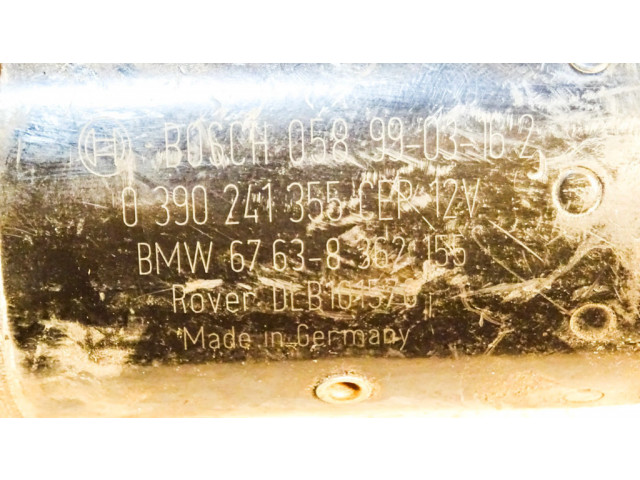 BOSCH 058 99-03-16 2
0 390 241 355 CEP 12V
BMW 67 63-8 362 155
Rover DLB101570
Made in Germany